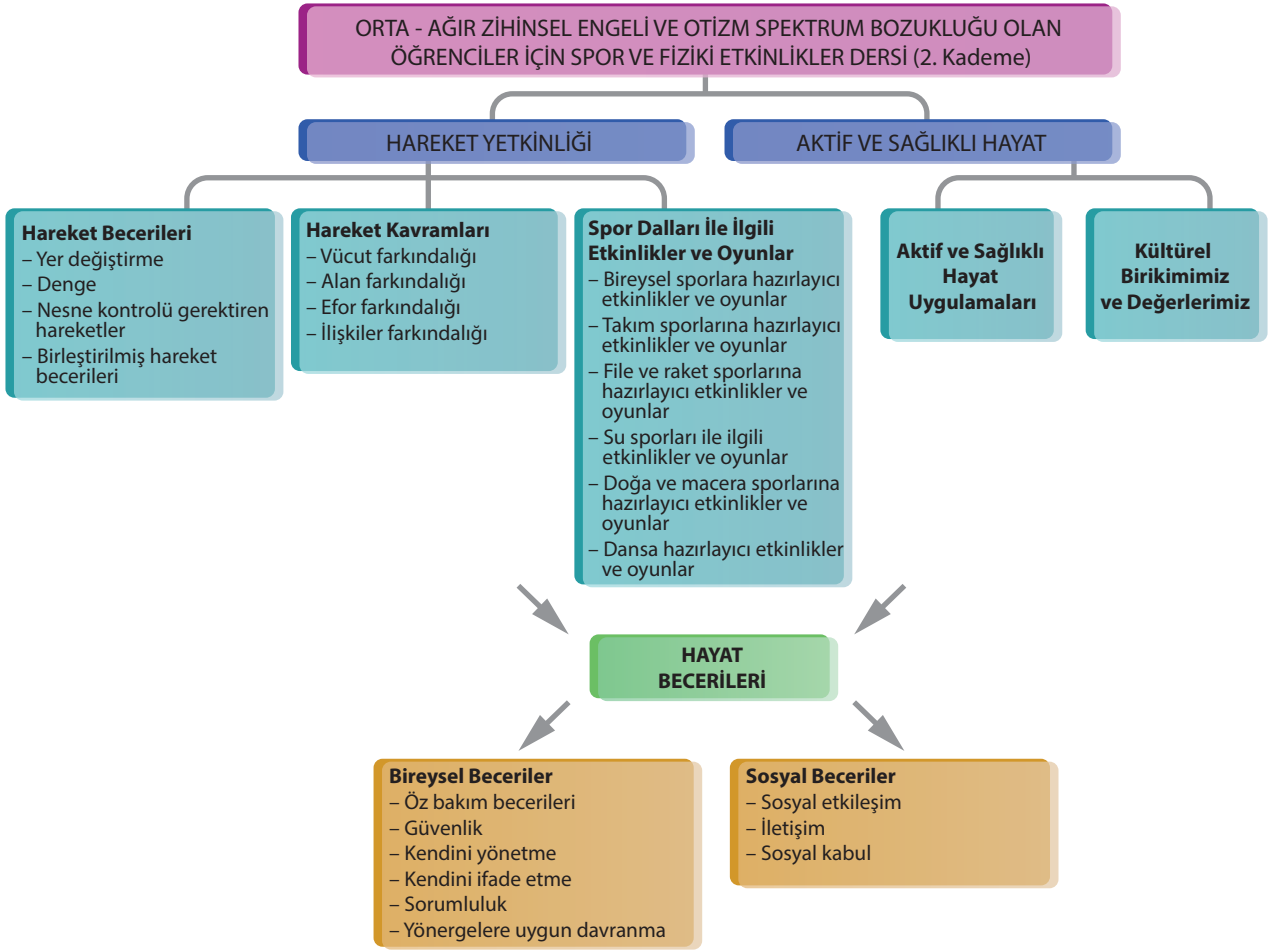 ORTA - AĞIR ZİHİNSEL ENGELİ VE OTİZM SPEKTRUM BOZUKLUĞU OLAN
ÖĞRENCİLER İÇİN SPOR VE FİZİKİ ETKİNLİKLER DERSİ (2. Kademe)
HAREKET YETKİNLİĞİ
AKTİF VE SAĞLIKLI HAYAT
Hareket Becerileri
– Yer değiştirme
– Denge
– Nesne kontrolü gerektiren
hareketler
– Birleştirilmiş hareket
becerileri
Hareket Kavramları
– Vücut farkındalığı
– Alan farkındalığı
– Efor farkındalığı
– İlişkiler farkındalığı
Spor Dalları İle İlgili
Etkinlikler ve Oyunlar
– Bireysel sporlara hazırlayıcı
etkinlikler ve oyunlar
– Takım sporlarına hazırlayıcı
etkinlikler ve oyunlar
– File ve raket sporlarına
hazırlayıcı etkinlikler ve
oyunlar
– Su sporları ile ilgili
etkinlikler ve oyunlar
– Doğa ve macera sporlarına
hazırlayıcı etkinlikler ve
oyunlar
– Dansa hazırlayıcı etkinlikler
ve oyunlar
Aktif ve Sağlıklı
Hayat
Uygulamaları
Kültürel
Birikimimiz
ve Değerlerimiz
HAYAT
BECERİLERİ
Bireysel Beceriler
– Öz bakım becerileri
– Güvenlik
– Kendini yönetme
– Kendini ifade etme
– Sorumluluk
– Yönergelere uygun davranma
Sosyal Beceriler
– Sosyal etkileşim
– İletişim
– Sosyal kabul